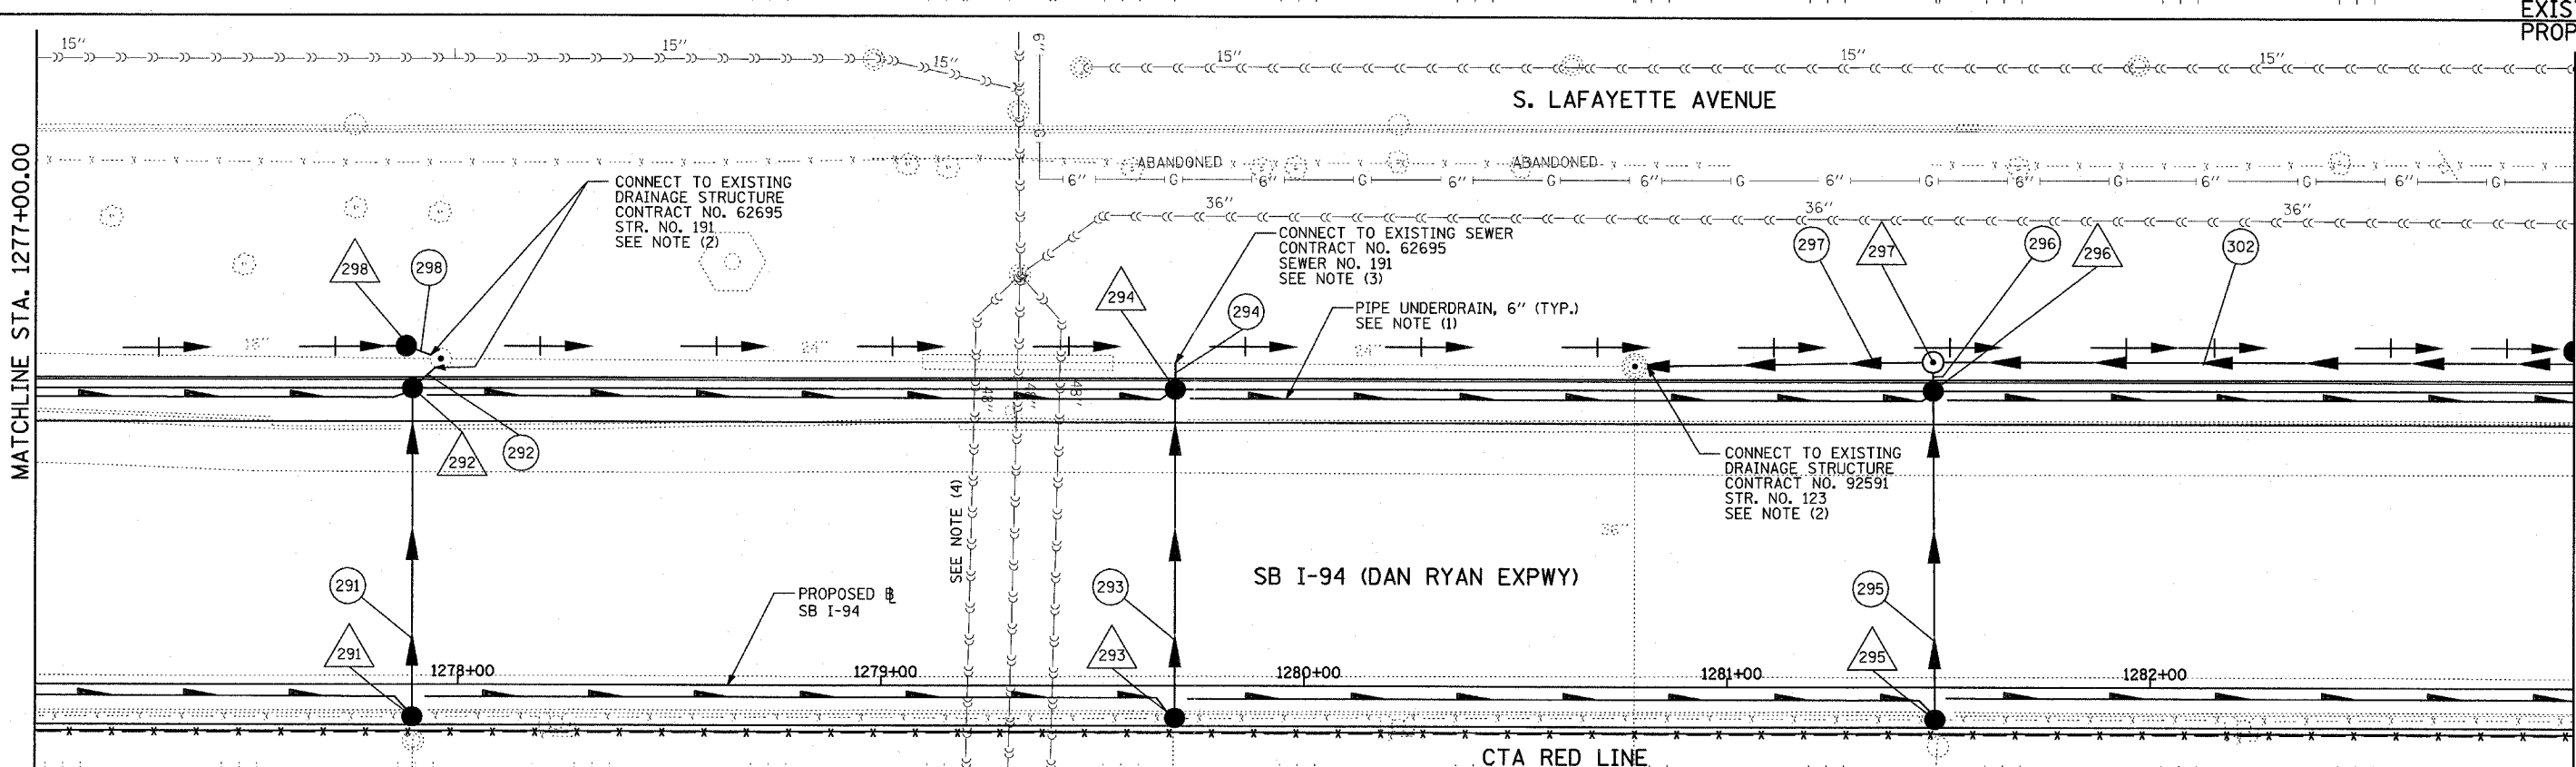 EXIS
PROP
15"
15"
15"
6"
15"
15"
15"
S. LAFAYETTE AVENUE
MATCHLINE STA. 1277+00.00
G
ABANDONED
ABANDONED
6" G 6" G 6" G 6" G 6" G 6" G 6" G 6" G
36"
36"
36"
CONNECT TO EXISTING
DRAINAGE STRUCTURE
CONTRACT NO. 62695
STR. NO. 191
SEE NOTE (2)
CONNECT TO EXISTING SEWER
CONTRACT NO. 62695
SEWER NO. 191
SEE NOTE (3)
298
298
294
294
297
297
296
296
302
PIPE UNDERDRAIN, 6" (TYP.)
SEE NOTE (1)
24"
24"
48"
48"
48"
292
292
CONNECT TO EXISTING
DRAINAGE STRUCTURE
CONTRACT NO. 92591
STR. NO. 123
SEE NOTE (2)
SEE NOTE (4)
36"
SB I-94 (DAN RYAN EXPWY)
291
293
295
PROPOSED ℄
SB I-94
291
293
295
1278+00
1279+00
1280+00
1281+00
1282+00
CTA RED LINE